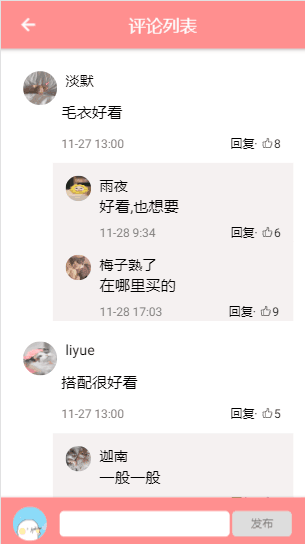 评论列表
淡默
毛衣好看
11-27 13:00 回复· 8
雨夜
好看,也想要
11-28 9:34 回复· 6
梅子熟了
在哪里买的
11-28 17:03 回复· 9
liyue
搭配很好看
11-27 13:00 回复· 5
迦南
一般一般
发布